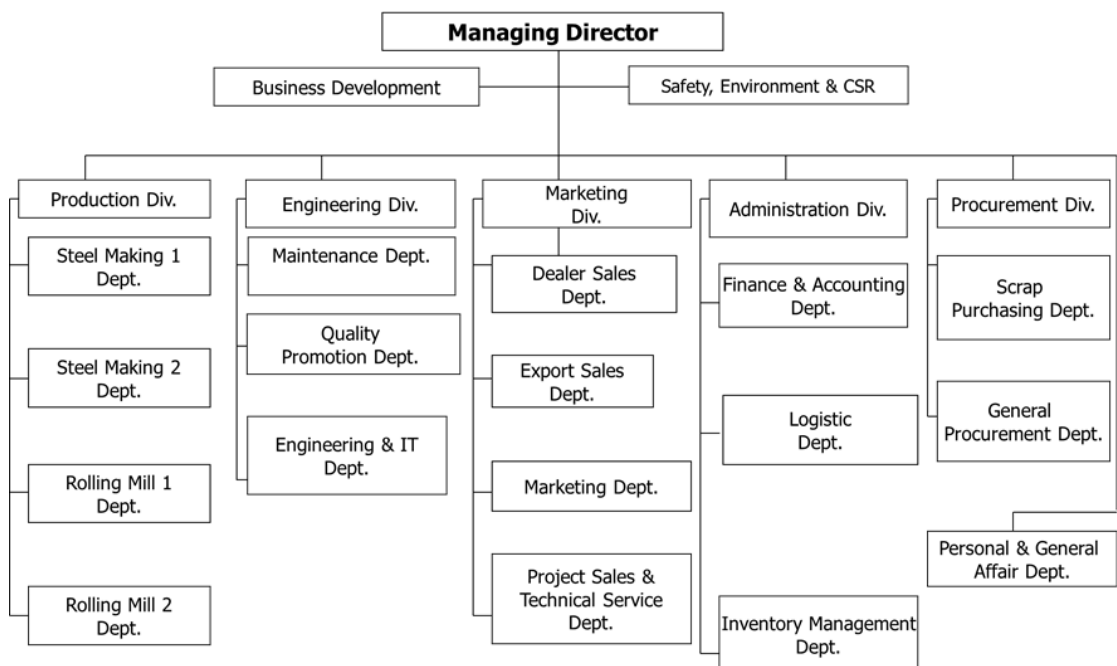 Managing Director
Business Development
Safety, Environment & CSR
Production Div.
Engineering Div.
Marketing
Div.
Administration Div.
Procurement Div.
Steel Making 1
Dept.
Steel Making 2
Dept.
Rolling Mill 1
Dept.
Rolling Mill 2
Dept.
Maintenance Dept.
Quality
Promotion Dept.
Engineering & IT
Dept.
Dealer Sales
Dept.
Export Sales
Dept.
Marketing Dept.
Project Sales &
Technical Service
Dept.
Finance & Accounting
Dept.
Logistic
Dept.
Inventory Management
Dept.
Scrap
Purchasing Dept.
General
Procurement Dept.
Personal & General
Affair Dept.